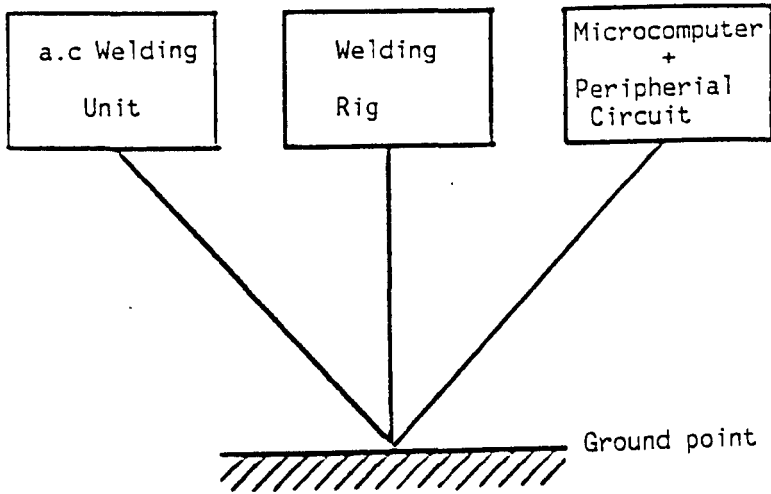 a.c Welding
Unit
Welding
Rig
Microcomputer
+
Peripherial
Circuit
Ground point